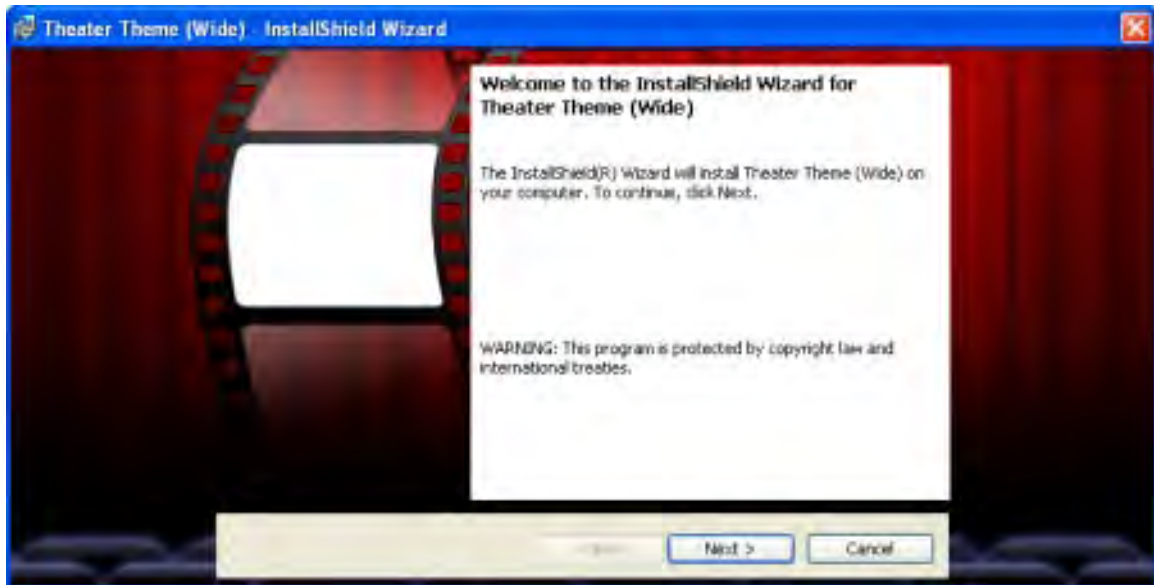 Theater Theme (Wide) - InstallShield Wizard
Welcome to the InstallShield Wizard for
Theater Theme (Wide)
The InstallShield(R) Wizard will install Theater Theme (Wide) on
your computer. To continue, click Next.
WARNING: This program is protected by copyright law and
international treaties.
Next >
Cancel